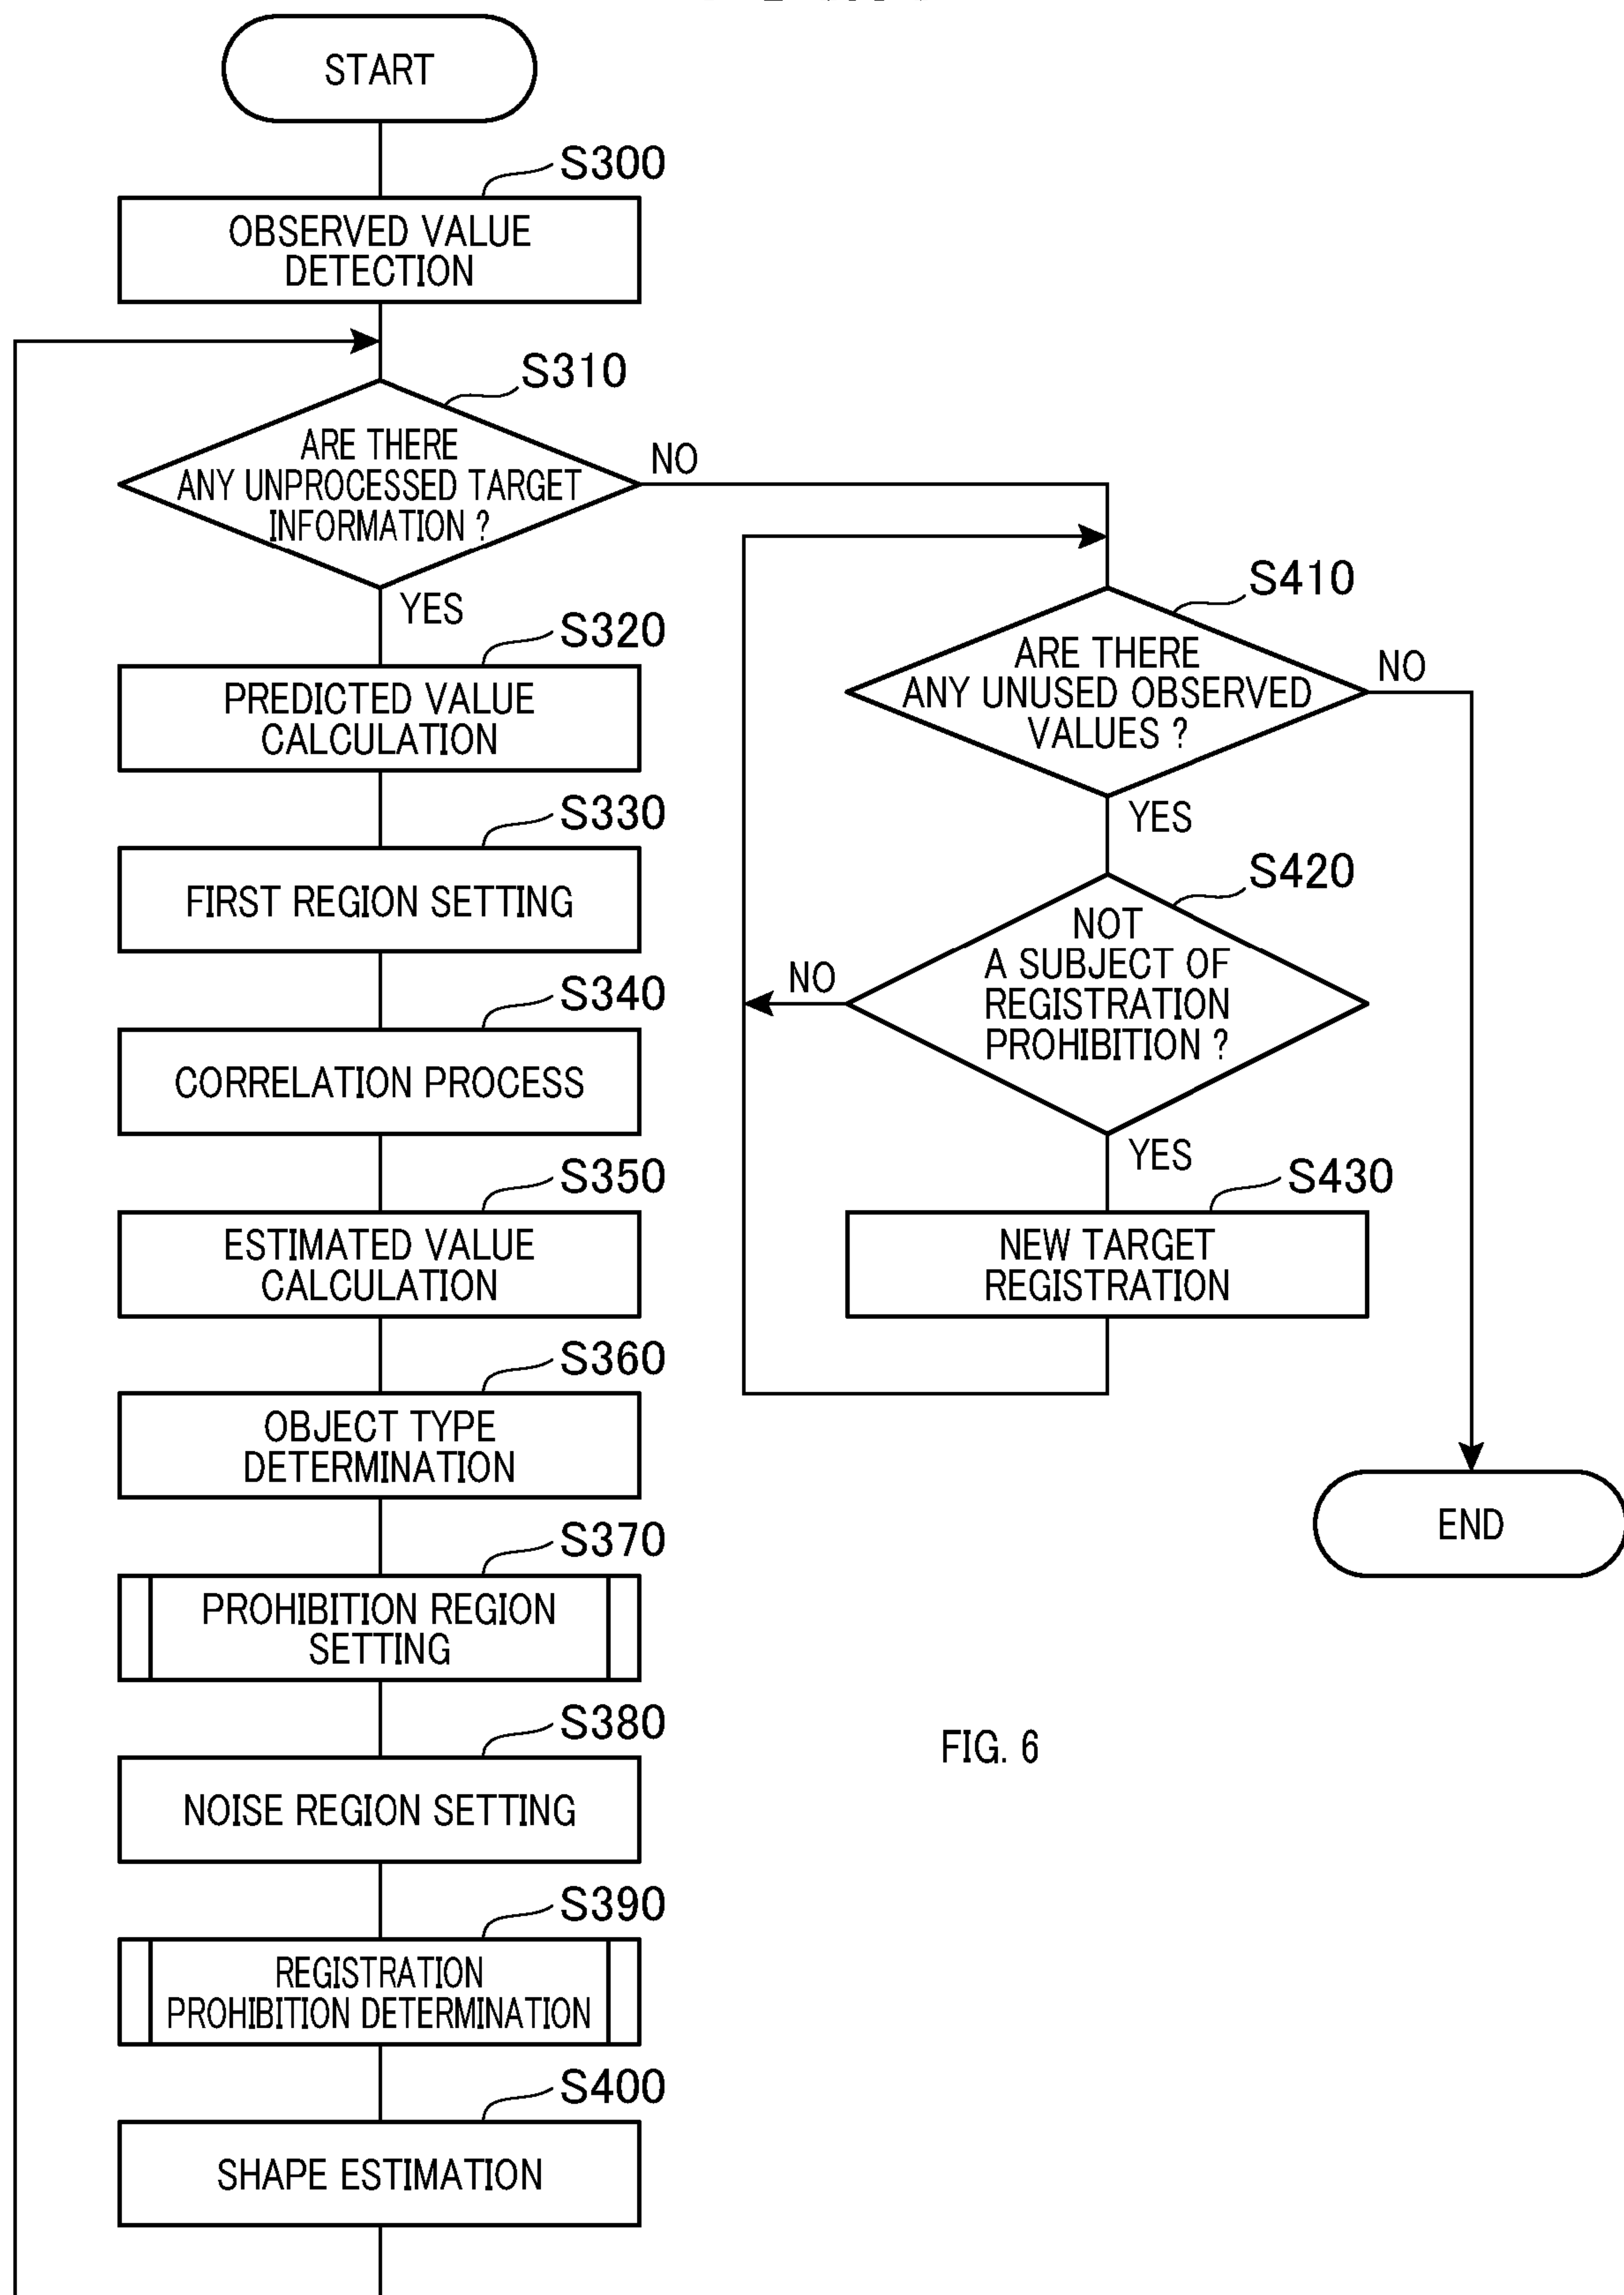 START
S300
OBSERVED VALUE
DETECTION
S310
ARE THERE
ANY UNPROCESSED TARGET
INFORMATION ?
NO
YES
S320
PREDICTED VALUE
CALCULATION
S330
FIRST REGION SETTING
S340
CORRELATION PROCESS
S350
ESTIMATED VALUE
CALCULATION
S360
OBJECT TYPE
DETERMINATION
S370
PROHIBITION REGION
SETTING
S380
NOISE REGION SETTING
S390
REGISTRATION
PROHIBITION DETERMINATION
S400
SHAPE ESTIMATION
S410
ARE THERE
ANY UNUSED OBSERVED
VALUES ?
NO
YES
S420
NOT
A SUBJECT OF
REGISTRATION
PROHIBITION ?
NO
YES
S430
NEW TARGET
REGISTRATION
END
FIG. 6